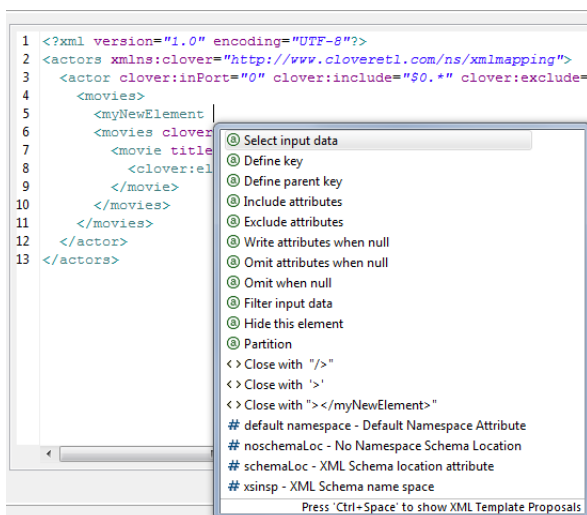 1 <?xml version="1.0" encoding="UTF-8"?>
2 <actors xmlns:clover="http://www.cloveretl.com/ns/xmlmapping">
3 <actor clover:inPort="0" clover:include="$0.*" clover:exclude=
4 <movies>
5 <myNewElement
6 <movies clover
7 <movie title
8 <clover:el
9 </movie>
10 </movies>
11 </movies>
12 </actor>
13 </actors>
@ Select input data
@ Define key
@ Define parent key
@ Include attributes
@ Exclude attributes
@ Write attributes when null
@ Omit attributes when null
@ Omit when null
@ Filter input data
@ Hide this element
@ Partition
<> Close with "/>"
<> Close with '>'
<> Close with "></myNewElement>"
# default namespace - Default Namespace Attribute
# noschemaLoc - No Namespace Schema Location
# schemaLoc - XML Schema location attribute
# xsinsp - XML Schema name space
Press 'Ctrl+Space' to show XML Template Proposals